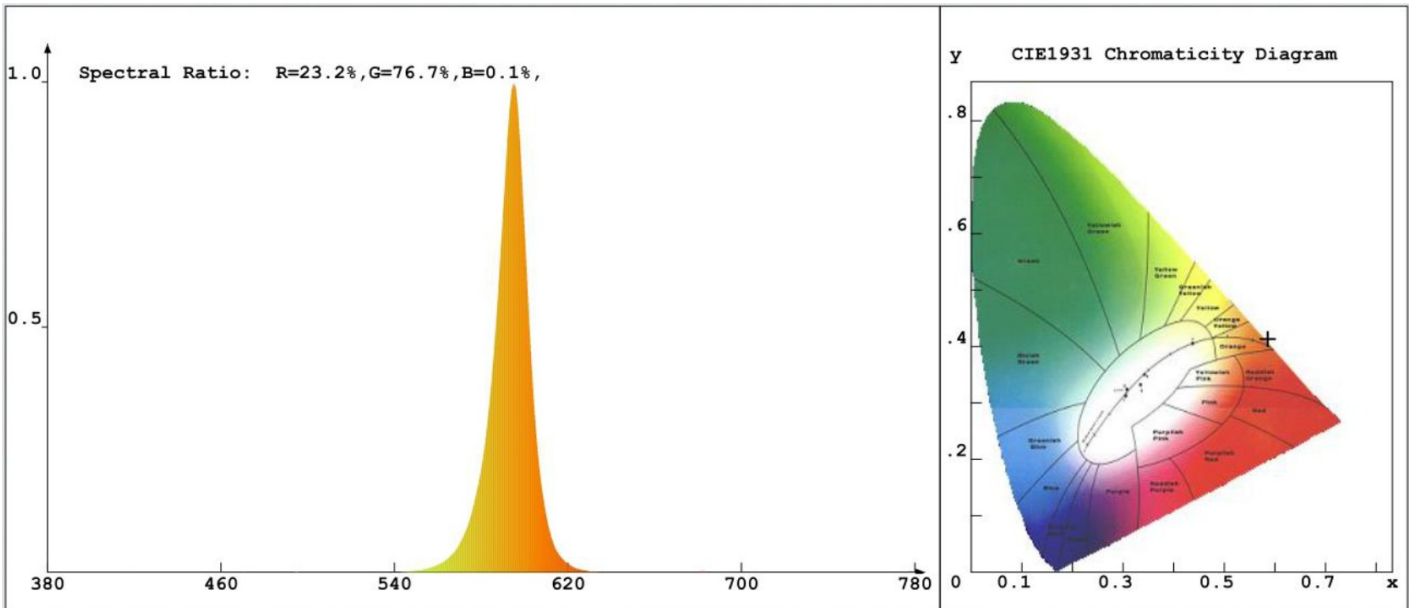 1.0
Spectral Ratio: R=23.2%,G=76.7%,B=0.1%,
0.5
380 460 540 620 700 780
y CIE1931 Chromaticity Diagram
.8
.6
.4
.2
0 0.1 0.3 0.5 0.7 x
Yellowish
Green
Green
Yellow
Green
Greenish
Yellow
Yellow
Orange
Yellow
Orange
Yellowish
Pink
Reddish
Orange
Pink
Red
Purplish
Pink
Purplish
Red
Greenish
Blue
Blue
Purple
Reddish
Purple